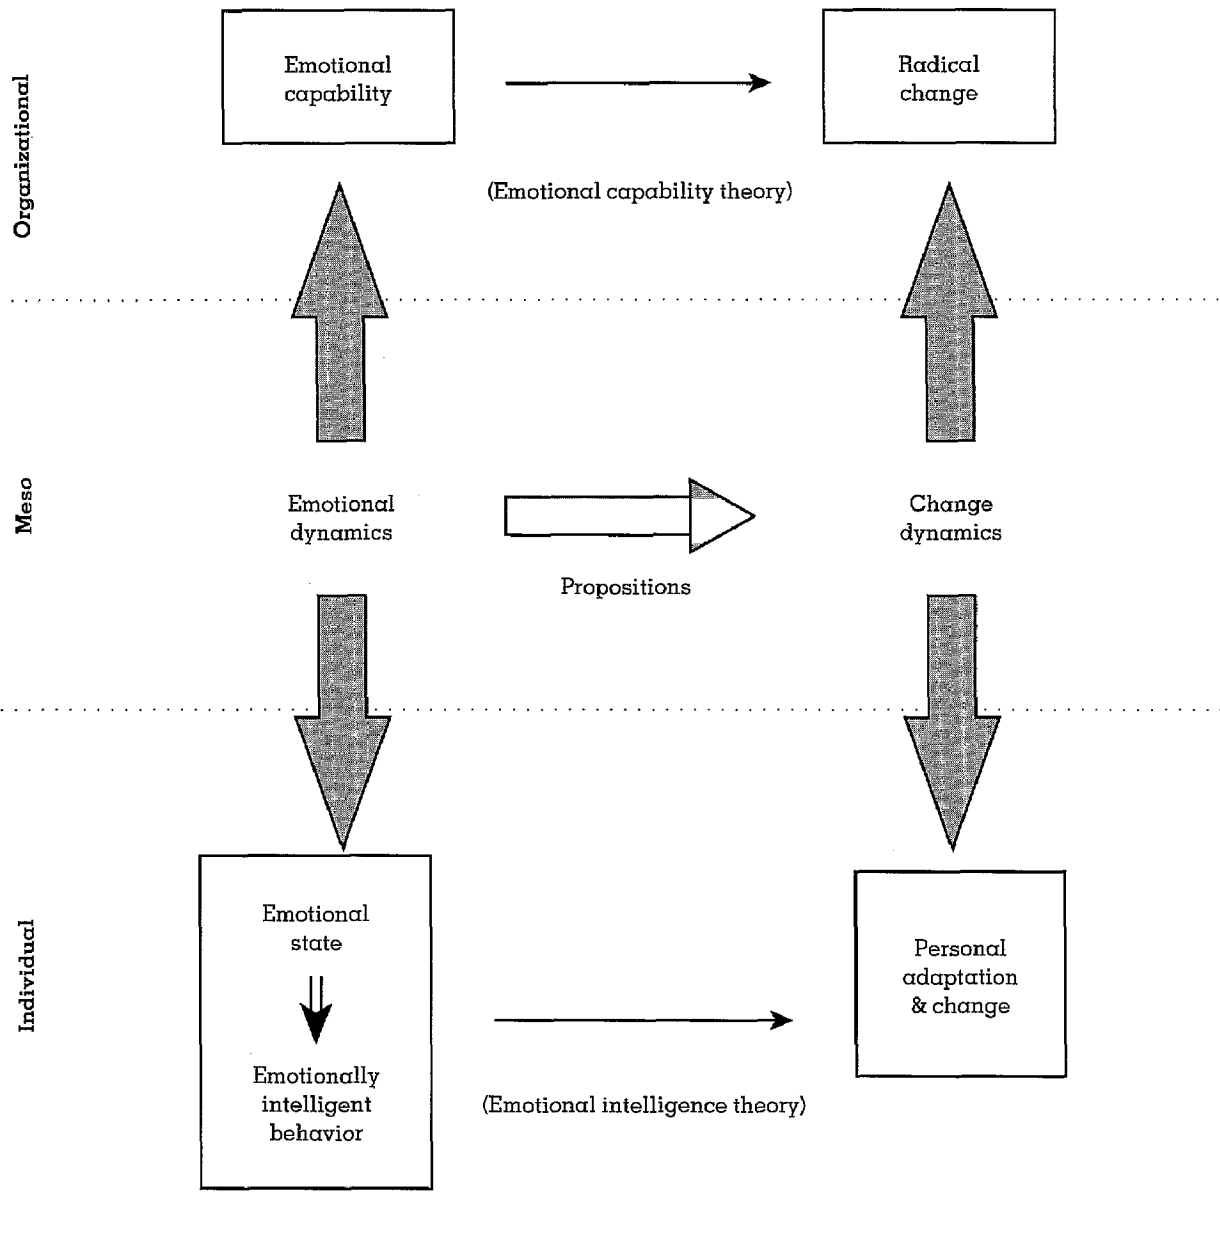 Organizational
Emotional
capability
Radical
change
(Emotional capability theory)
Meso
Emotional
dynamics
Propositions
Change
dynamics
Individual
Emotional
state
Emotionally
intelligent
behavior
(Emotional intelligence theory)
Personal
adaptation
& change